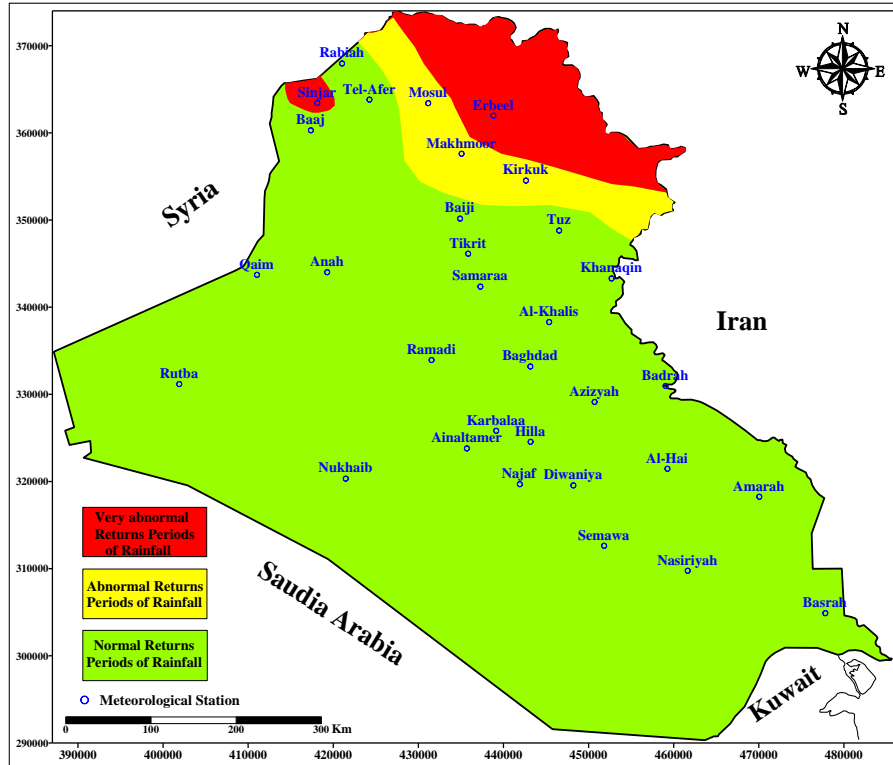 370000
360000
350000
340000
330000
320000
310000
300000
290000
N
W E
S
Rabiah
Sinjar
Tel-Afer
Mosul
Erbeel
Baaj
Makhmoor
Kirkuk
Syria
Baiji
Tuz
Tikrit
Qaim
Anah
Samaraa
Khanaqin
Al-Khalis
Iran
Ramadi
Baghdad
Rutba
Badrah
Azizyah
Karbalaa
Ainaltamer
Hilla
Al-Hai
Nukhaib
Najaf
Diwaniya
Amarah
Semawa
Nasiriyah
Basrah
Saudia Arabia
Kuwait
Very abnormal
Returns Periods
of Rainfall
Abnormal Returns
Periods of Rainfall
Normal Returns
Periods of Rainfall
Meteorological Station
0 100 200 300 Km
390000 400000 410000 420000 430000 440000 450000 460000 470000 480000